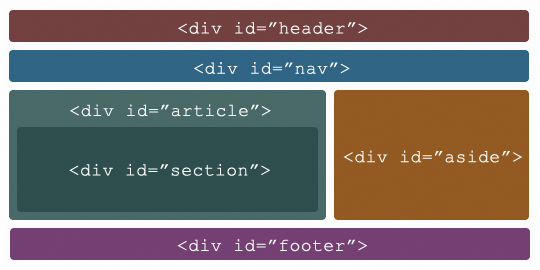 <div id=”header”>
<div id=”nav”>
<div id=”article”>
<div id=”section”>
<div id=”aside”>
<div id=”footer”>